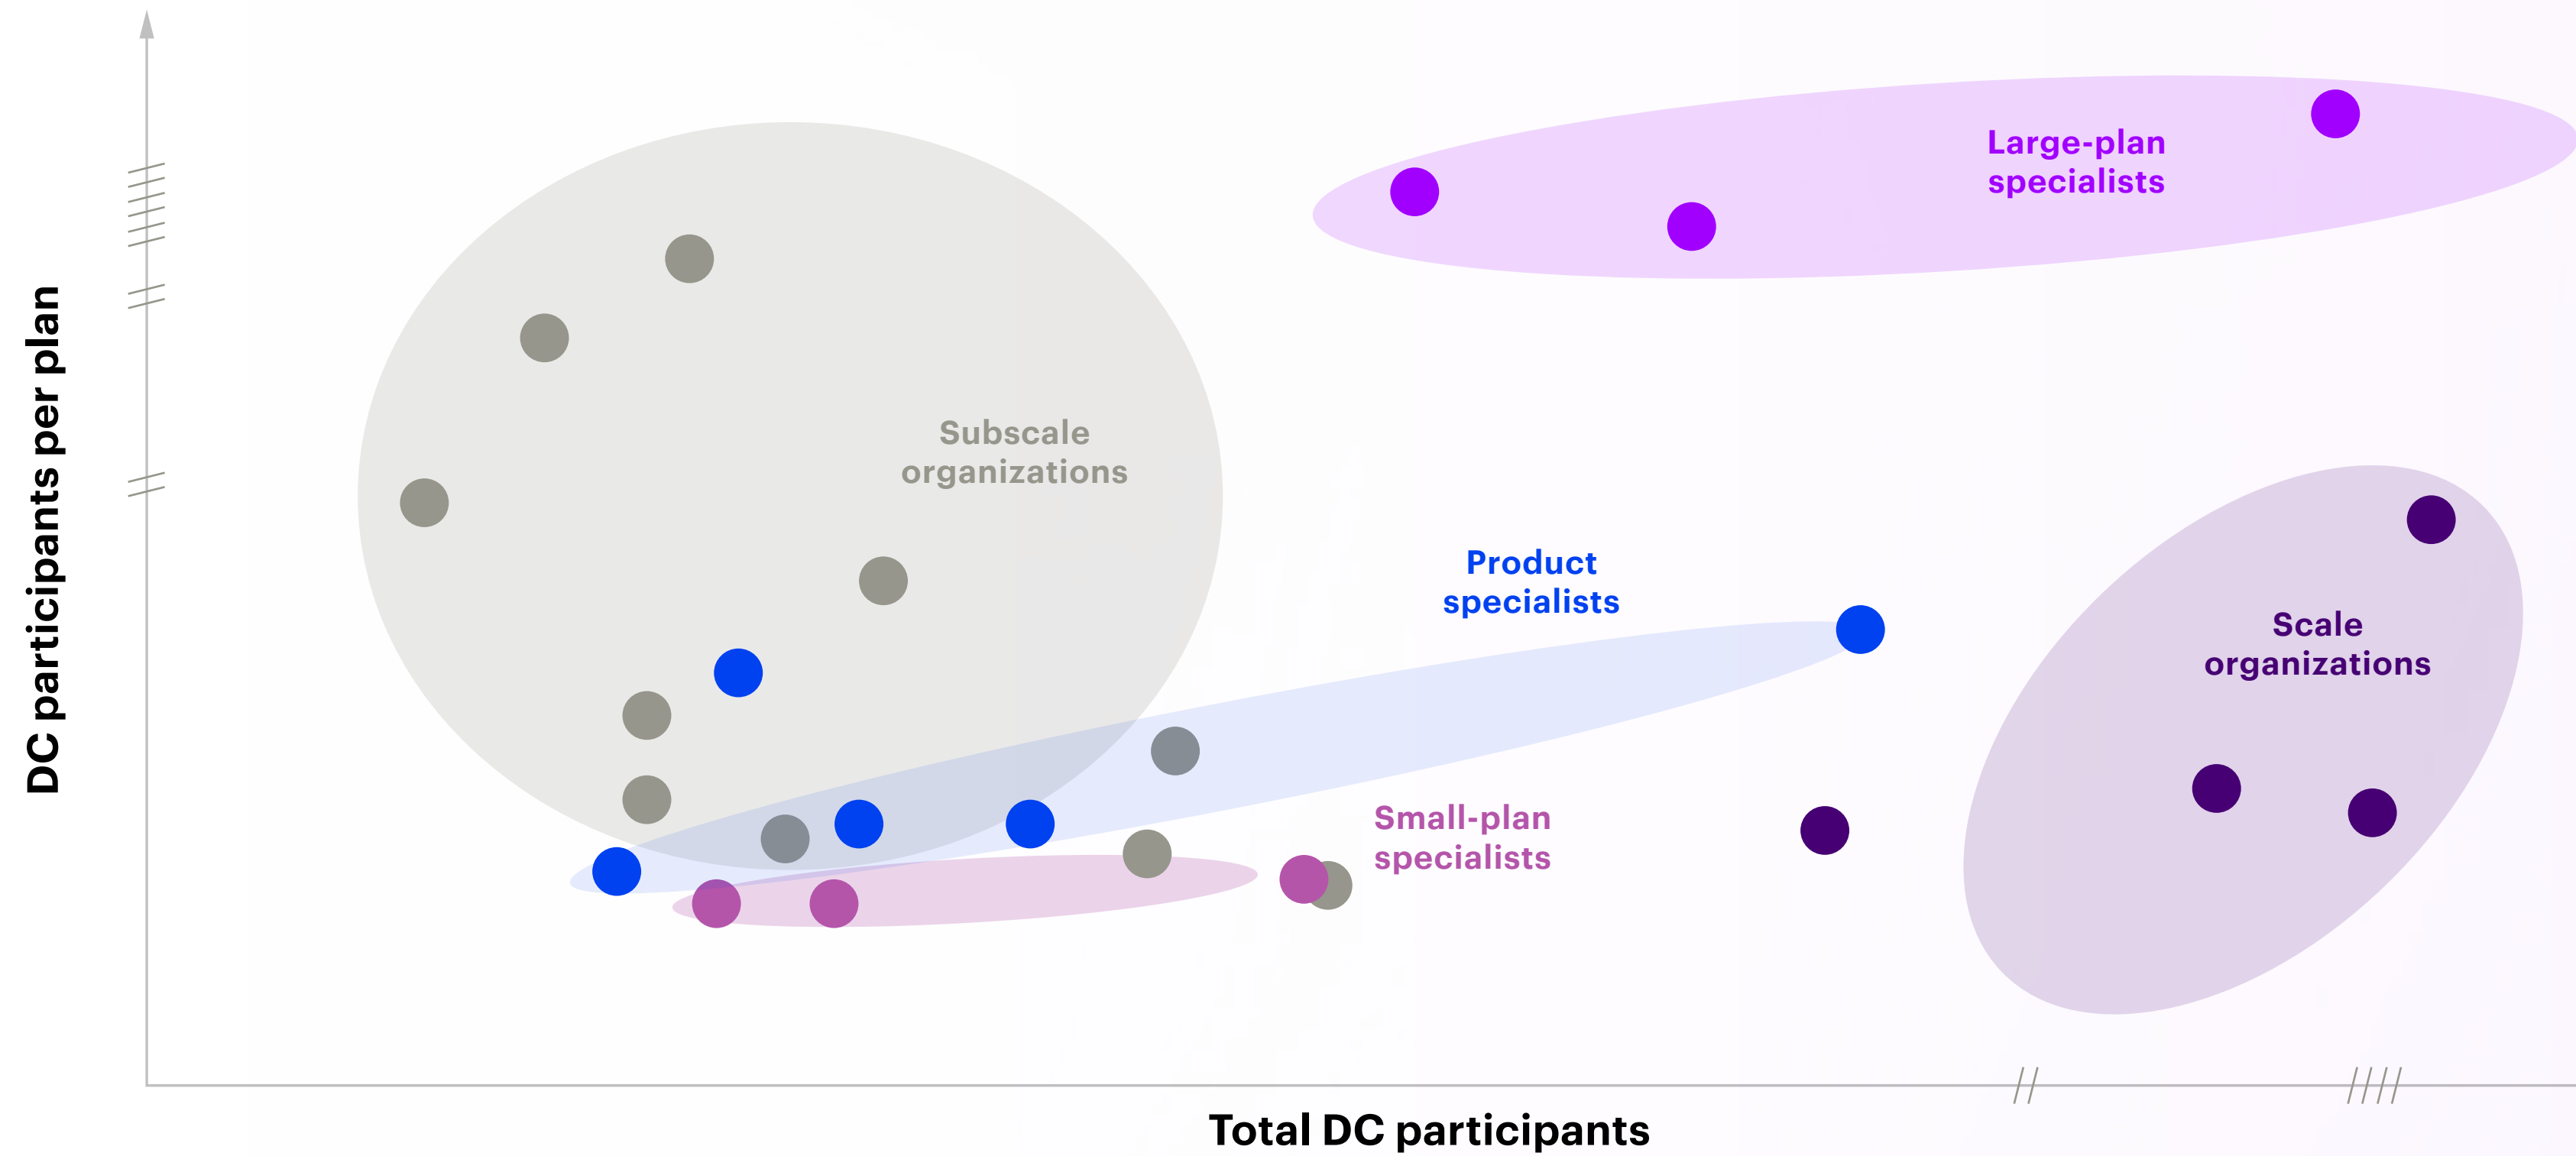 DC participants per plan
Large-plan
specialists
Subscale
organizations
Product
specialists
Scale
organizations
Small-plan
specialists
Total DC participants